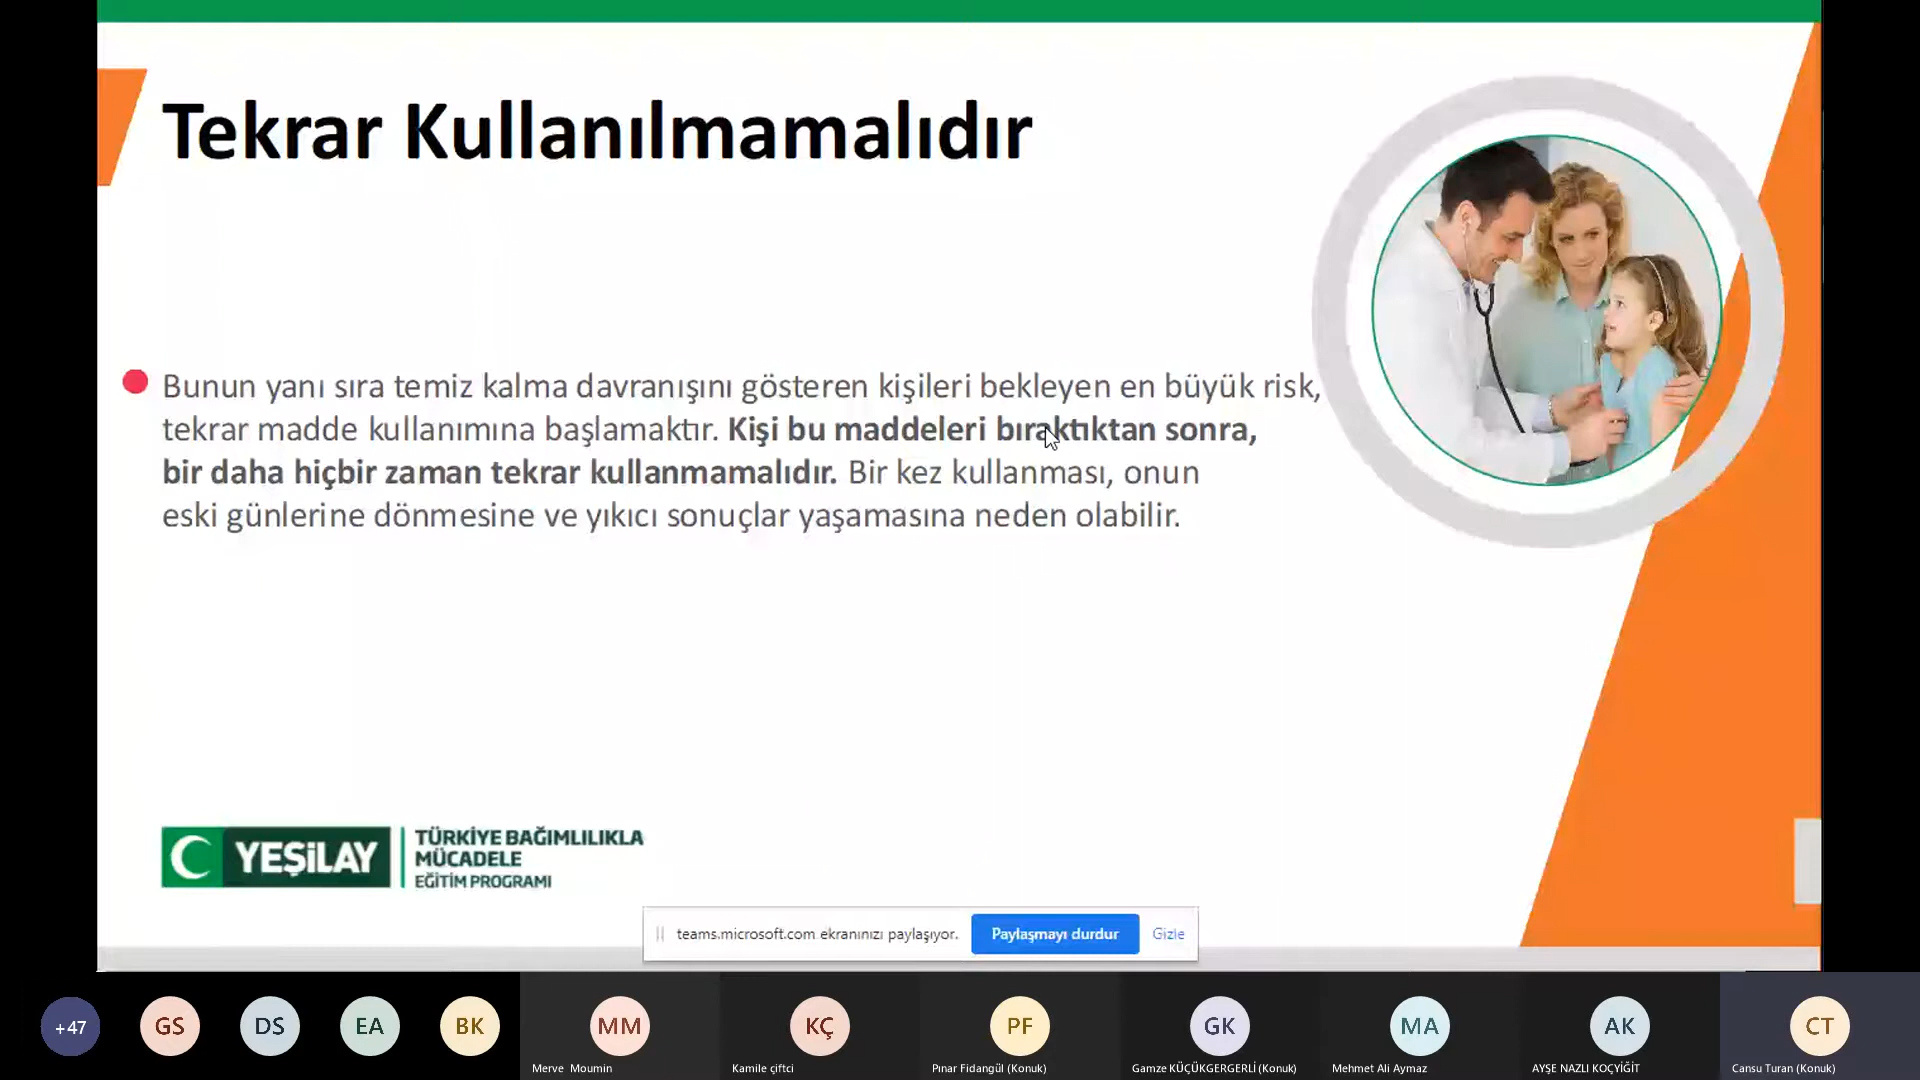 Tekrar Kullanılmamalıdır
Bunun yanı sıra temiz kalma davranışını gösteren kişileri bekleyen en büyük risk,
tekrar madde kullanımına başlamaktır. Kişi bu maddeleri bıraktıktan sonra,
bir daha hiçbir zaman tekrar kullanmamalıdır. Bir kez kullanması, onun
eski günlerine dönmesine ve yıkıcı sonuçlar yaşamasına neden olabilir.
YEŞİLAY
TÜRKİYE BAĞIMLILIKLA
MÜCADELE
EĞİTİM PROGRAMI
teams.microsoft.com ekranınızı paylaşıyor. Paylaşmayı durdur Gizle
+47 GS DS EA BK MM KÇ PF GK MA AK CT
Merve Moumin Kamile çiftci Pınar Fidangül (Konuk) Gamze KÜÇÜKGERGERLİ (Konuk) Mehmet Ali Aymaz AYŞE NAZLI KOÇYİĞİT Cansu Turan (Konuk)